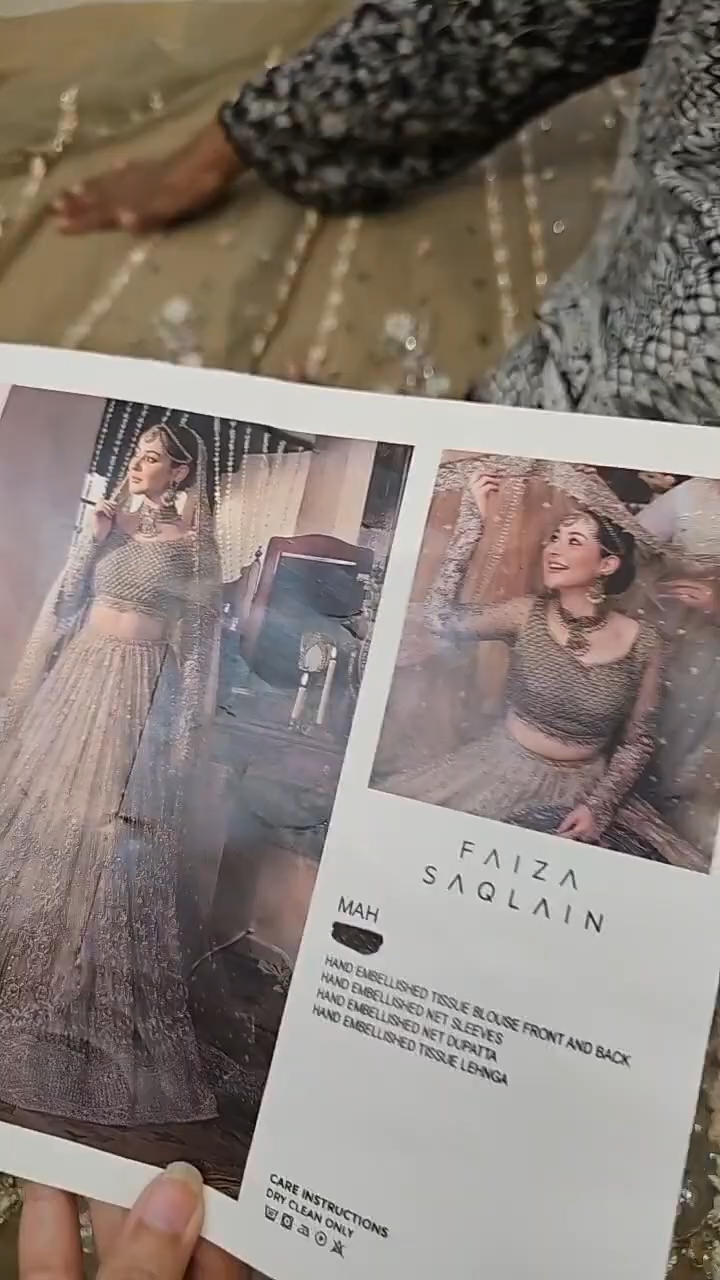 FAIZA
SAQLAIN
MAH
HAND EMBELLISHED TISSUE BLOUSE FRONT AND BACK
HAND EMBELLISHED NET SLEEVES
HAND EMBELLISHED NET DUPATTA
HAND EMBELLISHED TISSUE LEHNGA
CARE INSTRUCTIONS
DRY CLEAN ONLY